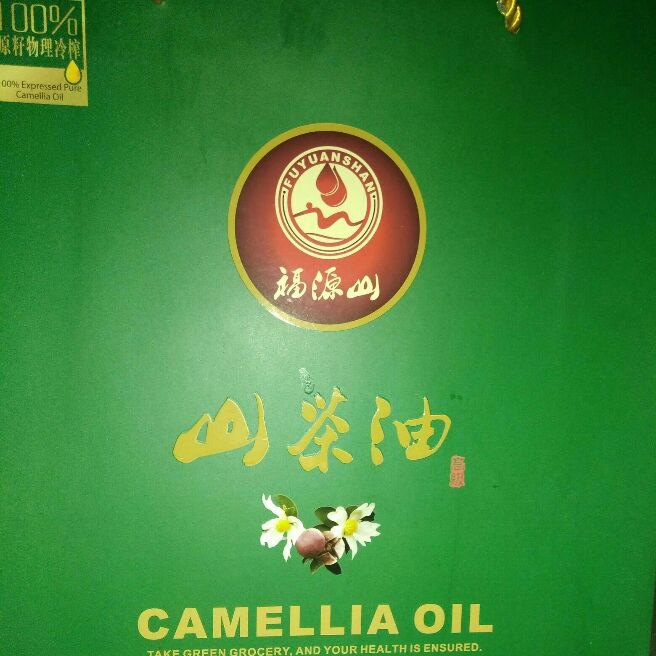 100%
原籽物理冷榨
100% Expressed Pure
Camellia Oil
FUYUANSHAN
福源山
山茶油
CAMELLIA OIL
TAKE GREEN GROCERY, AND YOUR HEALTH IS ENSURED.